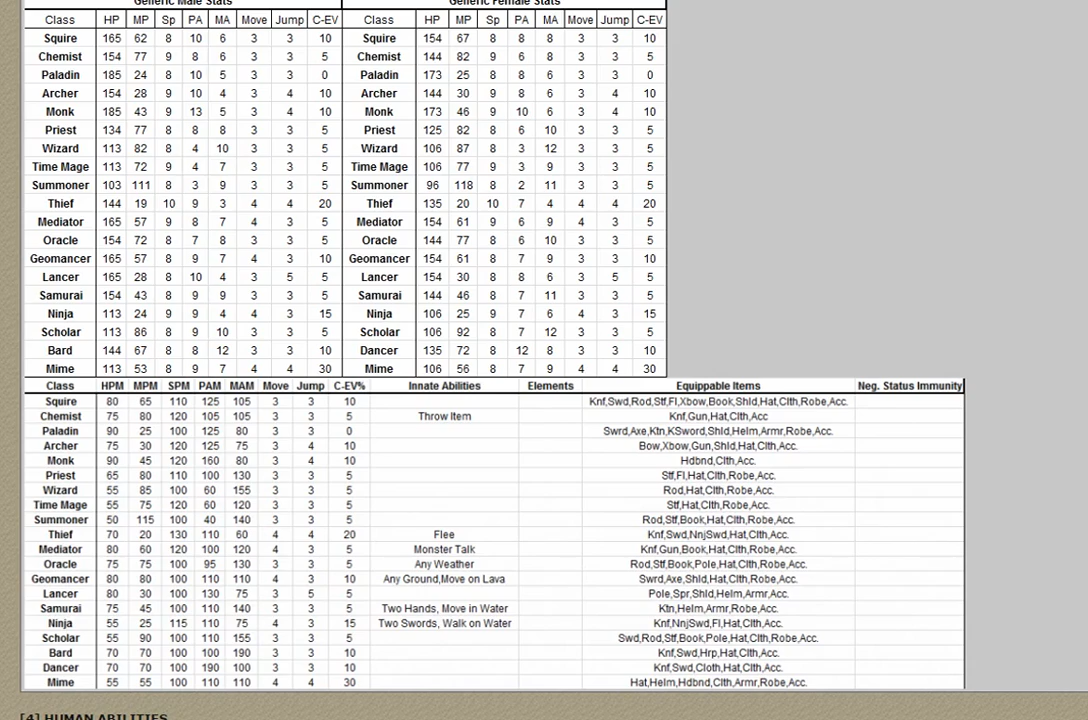 Generic Male Stats Generic Female Stats
Class HP MP Sp PA MA Move Jump C-EV Class HP MP Sp PA MA Move Jump C-EV
Squire 165 62 8 10 6 3 3 10 Squire 154 67 8 8 8 3 3 10
Chemist 154 77 9 8 6 3 3 5 Chemist 144 82 9 6 8 3 3 5
Paladin 185 24 8 10 5 3 3 0 Paladin 173 25 8 8 6 3 3 0
Archer 154 28 9 10 4 3 4 10 Archer 144 30 9 8 6 3 4 10
Monk 185 43 9 13 5 3 4 10 Monk 173 46 9 10 6 3 4 10
Priest 134 77 8 8 8 3 3 5 Priest 125 82 8 6 10 3 3 5
Wizard 113 82 8 4 10 3 3 5 Wizard 106 87 8 3 12 3 3 5
Time Mage 113 72 9 4 7 3 3 5 Time Mage 106 77 9 3 9 3 3 5
Summoner 103 111 8 3 9 3 3 5 Summoner 96 118 8 2 11 3 3 5
Thief 144 19 10 9 3 4 4 20 Thief 135 20 10 7 4 4 4 20
Mediator 165 57 9 8 7 4 3 5 Mediator 154 61 9 6 9 4 3 5
Oracle 154 72 8 7 8 3 3 5 Oracle 144 77 8 6 10 3 3 5
Geomancer 165 57 8 9 7 4 3 10 Geomancer 154 61 8 7 9 3 3 10
Lancer 165 28 8 10 4 3 5 5 Lancer 154 30 8 8 6 3 5 5
Samurai 154 43 8 9 9 3 3 5 Samurai 144 46 8 7 11 3 3 5
Ninja 113 24 9 9 4 4 3 15 Ninja 106 25 9 7 6 4 3 15
Scholar 113 86 8 9 10 3 3 5 Scholar 106 92 8 7 12 3 3 5
Bard 144 67 8 8 12 3 3 10 Dancer 135 72 8 12 8 3 3 10
Mime 113 53 8 9 7 4 4 30 Mime 106 56 8 7 9 4 4 30
Class HPM MPM SPM PAM MAM Move Jump C-EV% Innate Abilities Elements Equippable Items Neg. Status Immunity
Squire 80 65 110 125 105 3 3 10 Knf,Swd,Rod,Stf,Fl,Xbow,Book,Shld,Hat,Clth,Robe,Acc.
Chemist 75 80 120 105 105 3 3 5 Throw Item Knf,Gun,Hat,Clth,Acc
Paladin 90 25 100 125 80 3 3 0 Swrd,Axe,Ktn,KSword,Shld,Helm,Armr,Robe,Acc.
Archer 75 30 120 125 75 3 4 10 Bow,Xbow,Gun,Shld,Hat,Clth,Acc.
Monk 90 45 120 160 80 3 4 10 Hdbnd,Clth,Acc.
Priest 65 80 110 100 130 3 3 5 Stf,Fl,Hat,Clth,Robe,Acc.
Wizard 55 85 100 60 155 3 3 5 Rod,Hat,Clth,Robe,Acc.
Time Mage 55 75 120 60 120 3 3 5 Stf,Hat,Clth,Robe,Acc.
Summoner 50 115 100 40 140 3 3 5 Rod,Stf,Book,Hat,Clth,Robe,Acc.
Thief 70 20 130 110 60 4 4 20 Flee Knf,Swd,NnjSwd,Hat,Clth,Acc.
Mediator 80 60 120 100 120 4 3 5 Monster Talk Knf,Gun,Book,Hat,Clth,Robe,Acc.
Oracle 75 75 100 95 130 3 3 5 Any Weather Rod,Stf,Book,Pole,Hat,Clth,Robe,Acc.
Geomancer 80 80 100 110 110 4 3 10 Any Ground,Move on Lava Swrd,Axe,Shld,Hat,Clth,Robe,Acc.
Lancer 80 30 100 130 75 3 5 5 Pole,Spr,Shld,Helm,Armr,Acc.
Samurai 75 45 100 110 140 3 3 5 Two Hands, Move in Water Ktn,Helm,Armr,Robe,Acc.
Ninja 55 25 115 110 75 4 3 15 Two Swords, Walk on Water Knf,NnjSwd,Fl,Hat,Clth,Acc.
Scholar 55 90 100 110 155 3 3 5 Swd,Rod,Stf,Book,Pole,Hat,Clth,Robe,Acc.
Bard 70 70 100 100 190 3 3 10 Knf,Swd,Hrp,Hat,Clth,Acc.
Dancer 70 70 100 190 100 3 3 10 Knf,Swd,Cloth,Hat,Clth,Acc.
Mime 55 55 100 110 110 4 4 30 Hat,Helm,Hdbnd,Clth,Armr,Robe,Acc.
[4] HUMAN ABILITIES